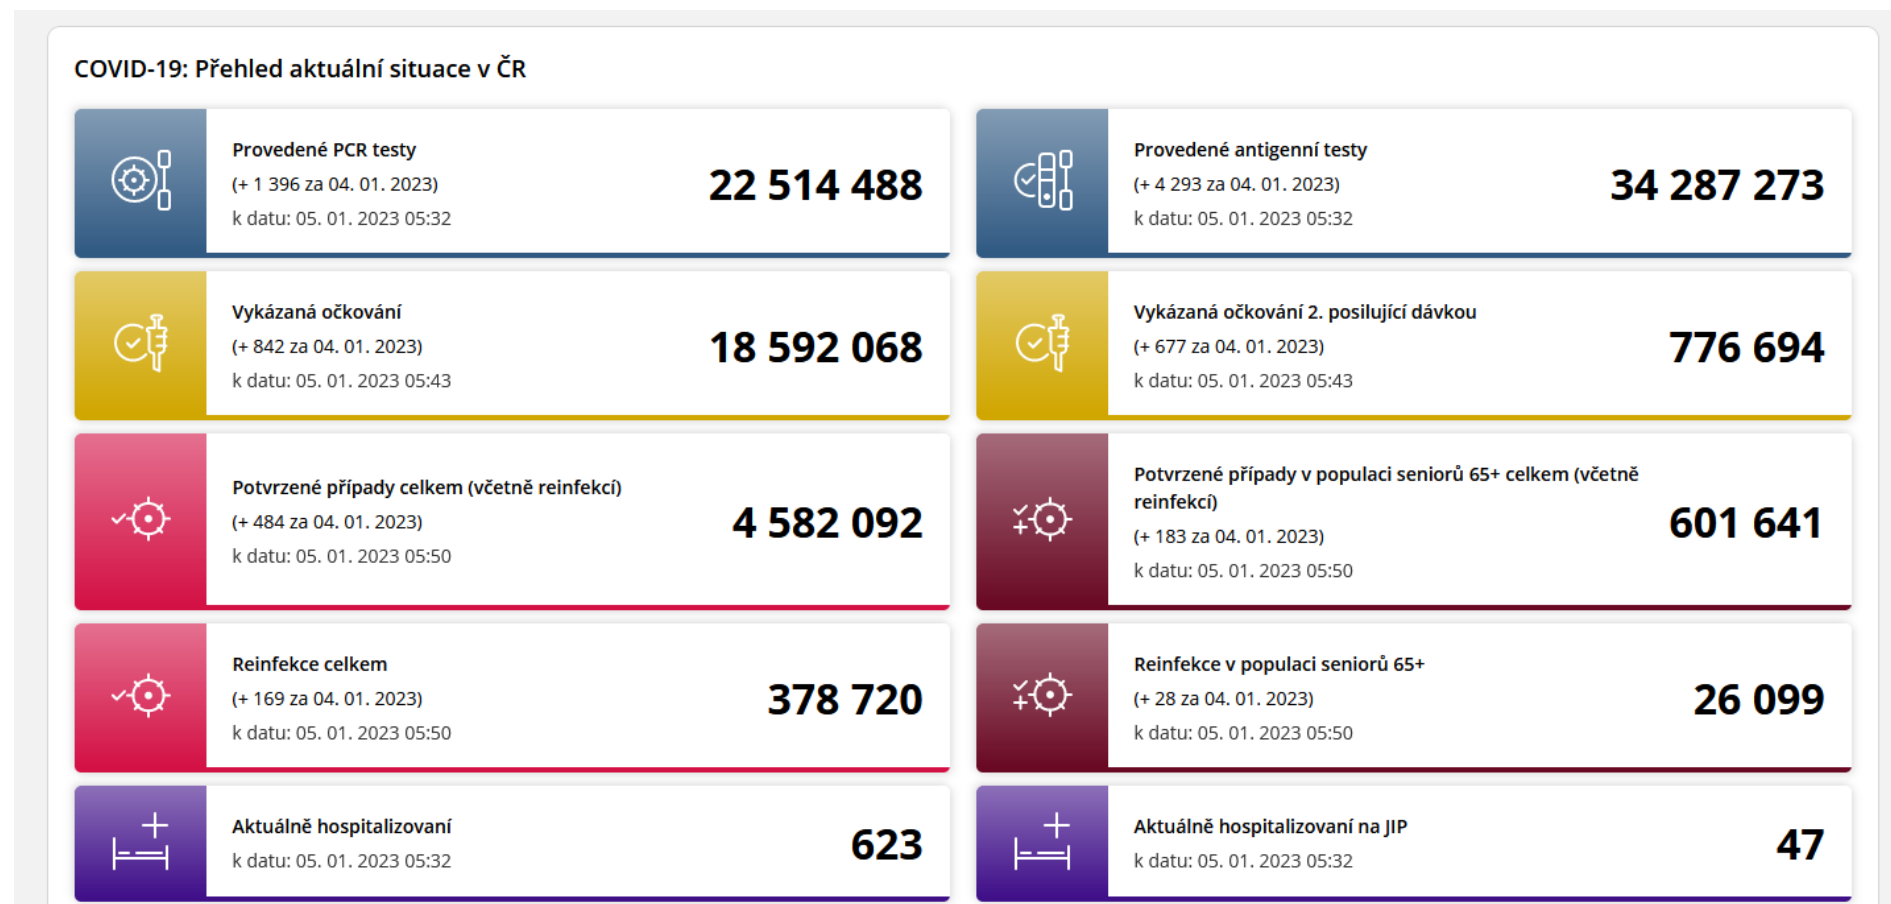 COVID-19: Přehled aktuální situace v ČR
Provedené PCR testy
(+ 1 396 za 04. 01. 2023)
k datu: 05. 01. 2023 05:32
22 514 488
Provedené antigenní testy
(+ 4 293 za 04. 01. 2023)
k datu: 05. 01. 2023 05:32
34 287 273
Vykázaná očkování
(+ 842 za 04. 01. 2023)
k datu: 05. 01. 2023 05:43
18 592 068
Vykázaná očkování 2. posilující dávkou
(+ 677 za 04. 01. 2023)
k datu: 05. 01. 2023 05:43
776 694
Potvrzené případy celkem (včetně reinfekcí)
(+ 484 za 04. 01. 2023)
k datu: 05. 01. 2023 05:50
4 582 092
Potvrzené případy v populaci seniorů 65+ celkem (včetně
reinfekcí)
(+ 183 za 04. 01. 2023)
k datu: 05. 01. 2023 05:50
601 641
Reinfekce celkem
(+ 169 za 04. 01. 2023)
k datu: 05. 01. 2023 05:50
378 720
Reinfekce v populaci seniorů 65+
(+ 28 za 04. 01. 2023)
k datu: 05. 01. 2023 05:50
26 099
Aktuálně hospitalizovaní
k datu: 05. 01. 2023 05:32
623
Aktuálně hospitalizovaní na JIP
k datu: 05. 01. 2023 05:32
47